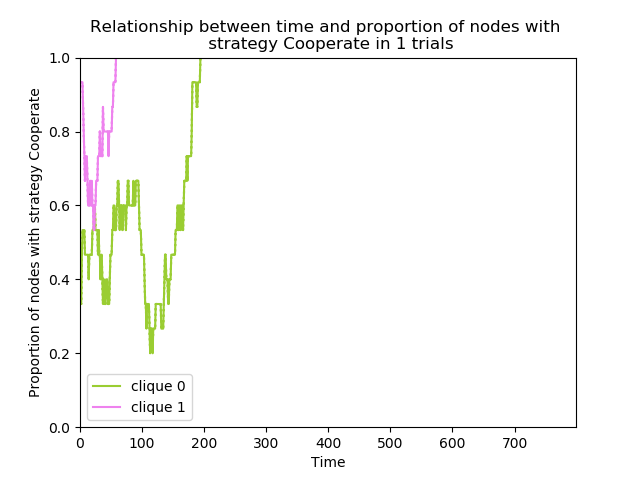 Relationship between time and proportion of nodes with
strategy Cooperate in 1 trials
Proportion of nodes with strategy Cooperate
1.0
0.8
0.6
0.4
0.2
0.0
clique 0
clique 1
0 100 200 300 400 500 600 700
Time